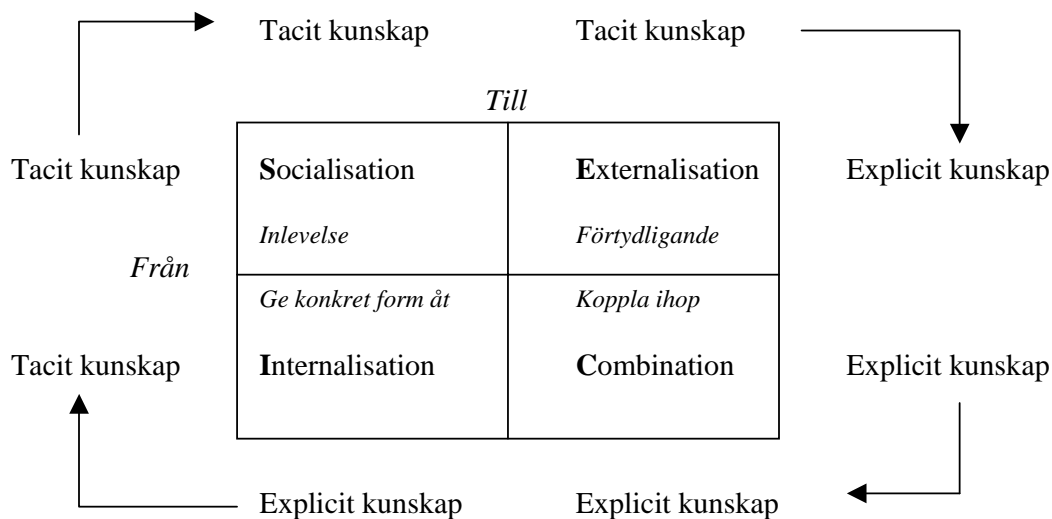 Tacit kunskap Tacit kunskap
Till
Tacit kunskap Socialisation Externalisation Explicit kunskap
Inlevelse Förtydligande
Från
Ge konkret form åt Koppla ihop
Tacit kunskap Internalisation Combination Explicit kunskap
Explicit kunskap Explicit kunskap